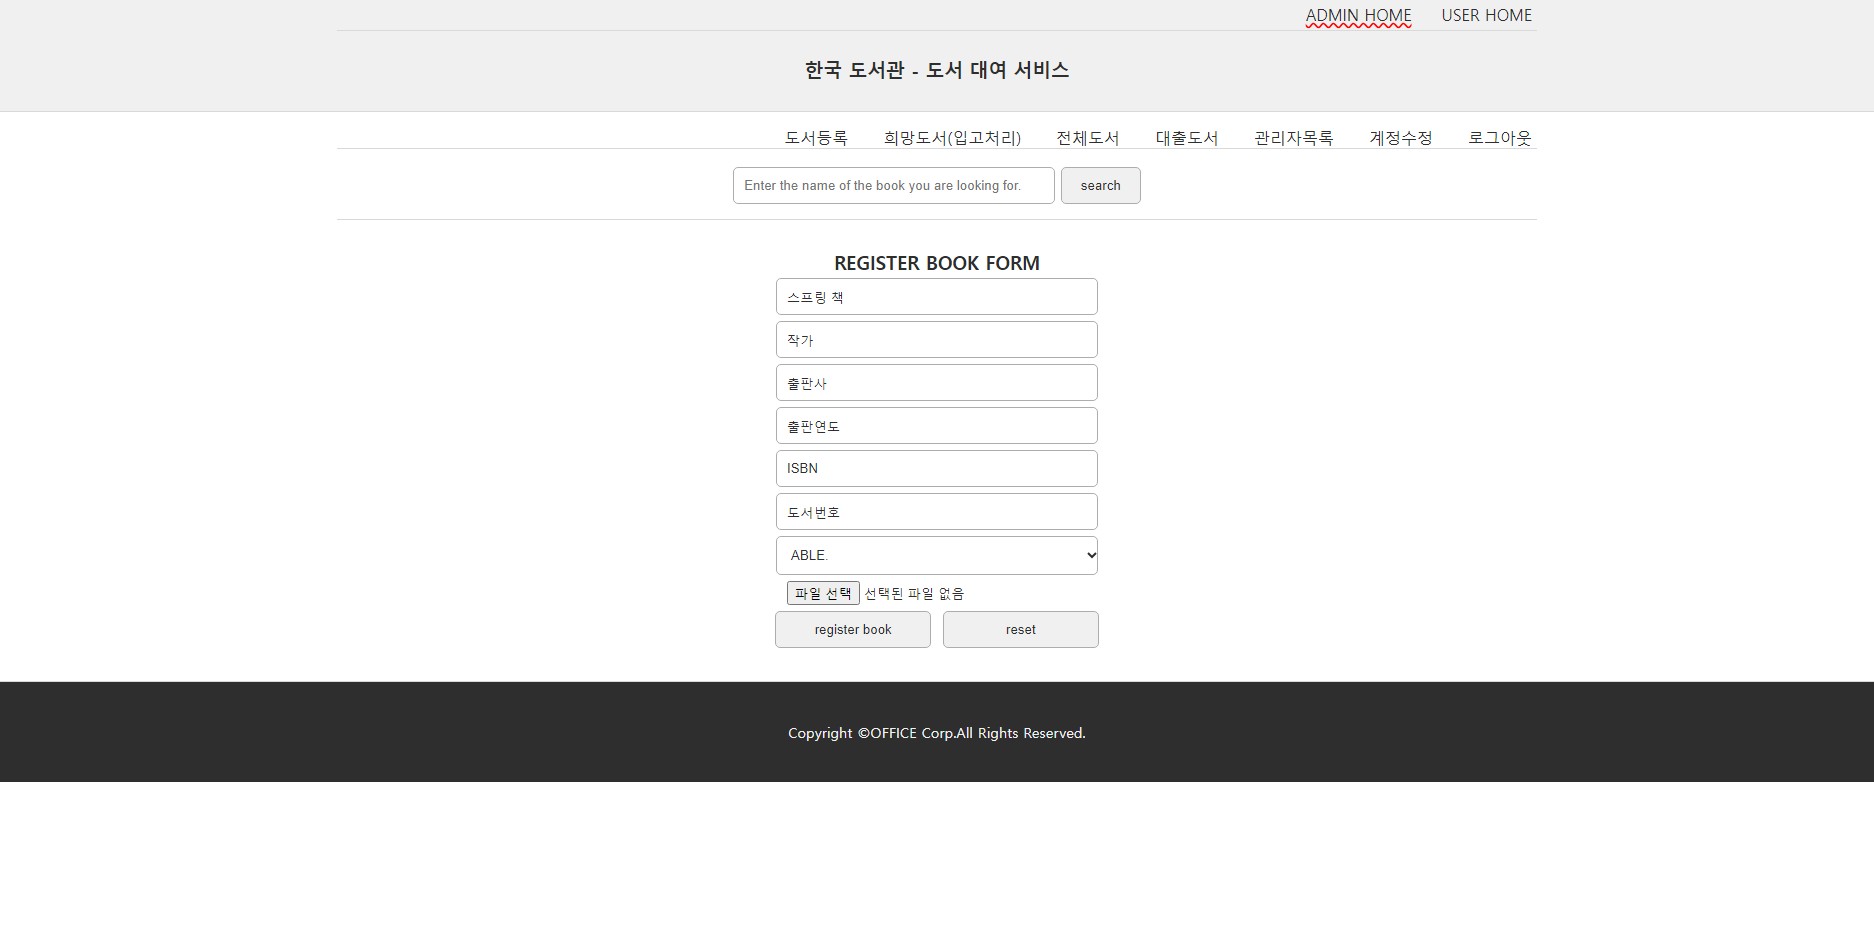 ADMIN HOME USER HOME
한국 도서관 - 도서 대여 서비스
도서등록 희망도서(입고처리) 전체도서 대출도서 관리자목록 계정수정 로그아웃
Enter the name of the book you are looking for. search
REGISTER BOOK FORM
스프링 책
작가
출판사
출판연도
ISBN
도서번호
ABLE.
파일 선택 선택된 파일 없음
register book reset
Copyright ©OFFICE Corp.All Rights Reserved.